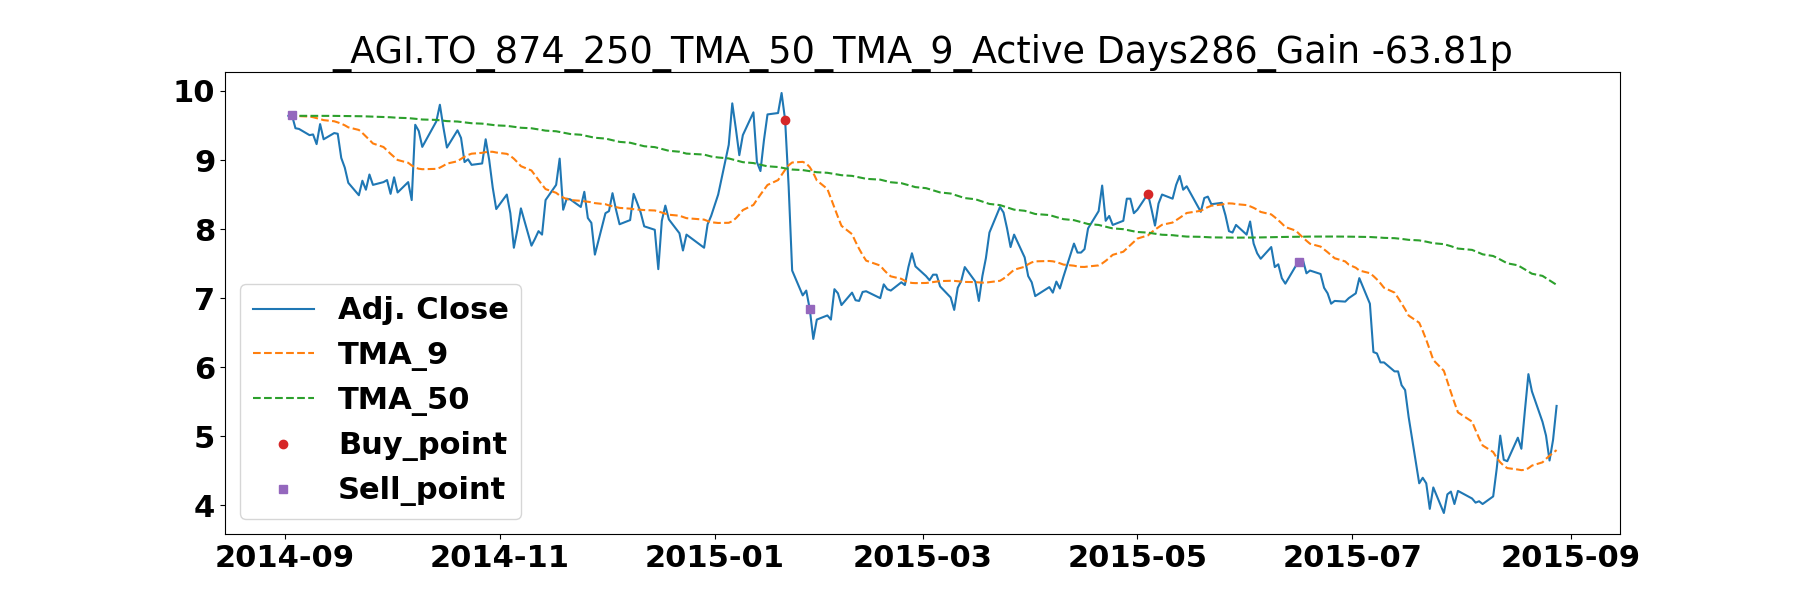 _AGI.TO_874_250_TMA_50_TMA_9_Active Days286_Gain -63.81p
10
9
8
7
6
5
4
Adj. Close
TMA_9
TMA_50
Buy_point
Sell_point
2014-09 2014-11 2015-01 2015-03 2015-05 2015-07 2015-09